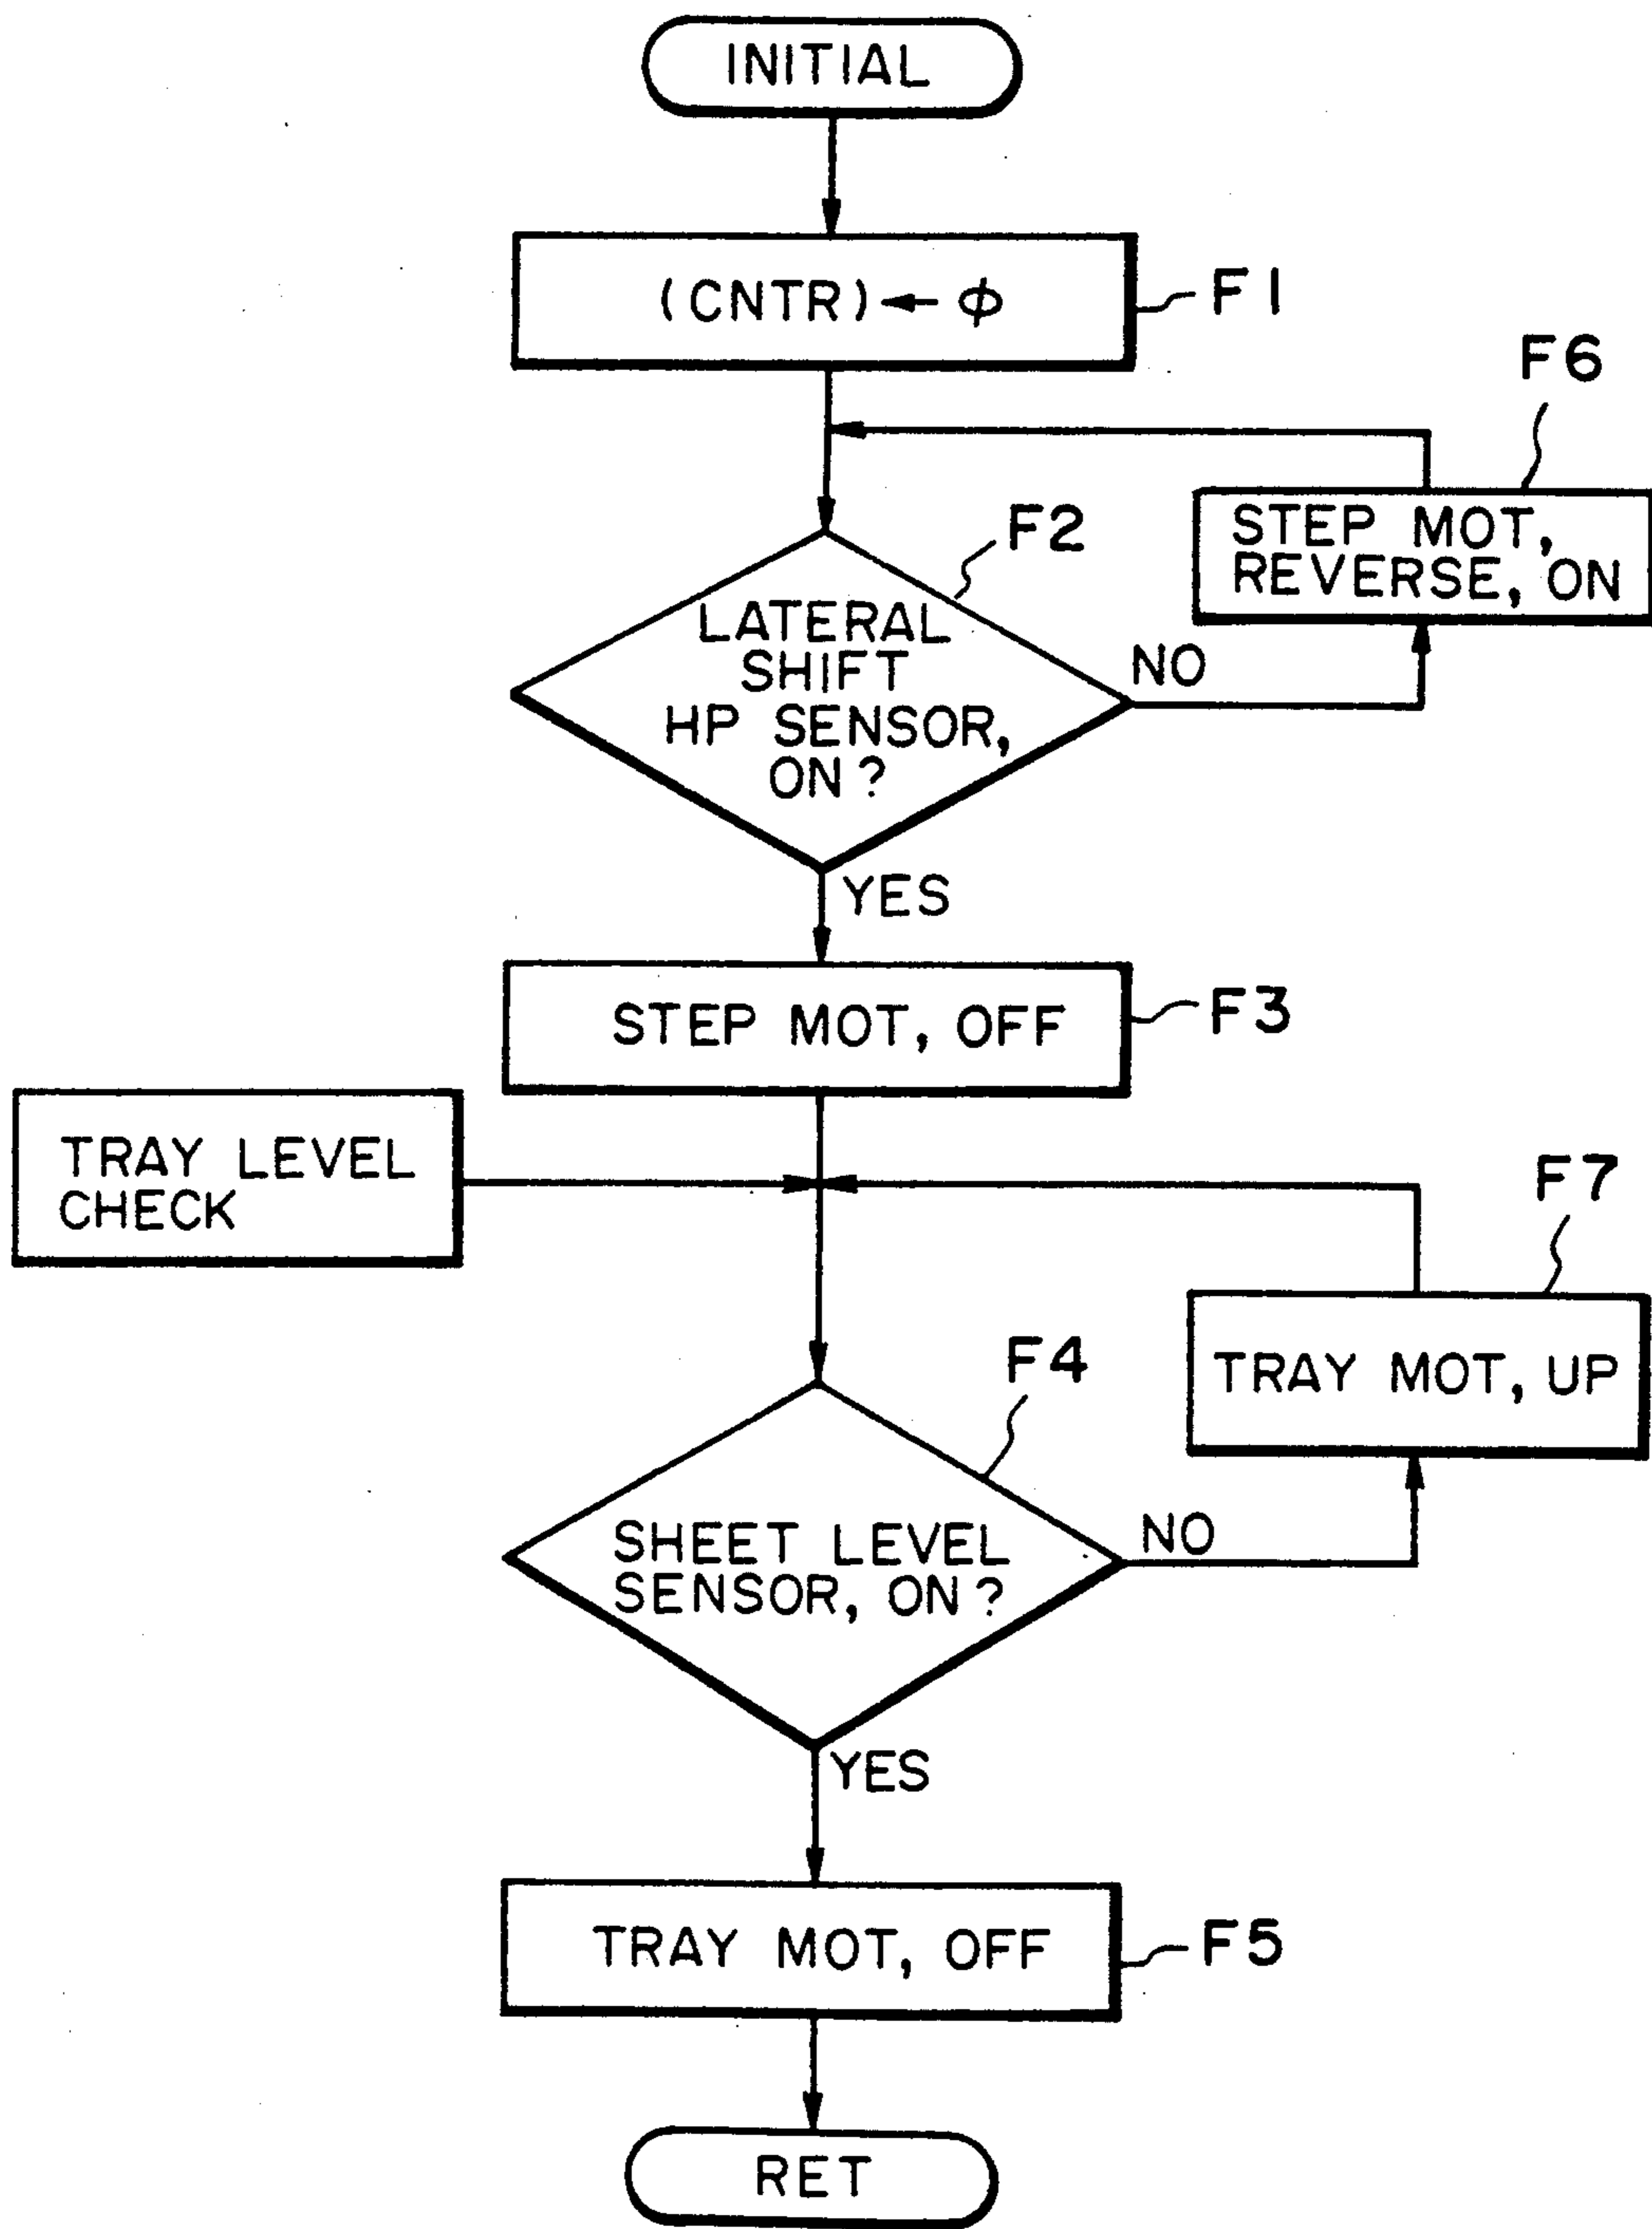 INITIAL
(CNTR) ← φ
F1
F6
STEP MOT,
REVERSE, ON
F2
LATERAL
SHIFT
HP SENSOR,
ON?
NO
YES
STEP MOT, OFF
F3
TRAY LEVEL
CHECK
F7
TRAY MOT, UP
F4
SHEET LEVEL
SENSOR, ON?
NO
YES
TRAY MOT, OFF
F5
RET